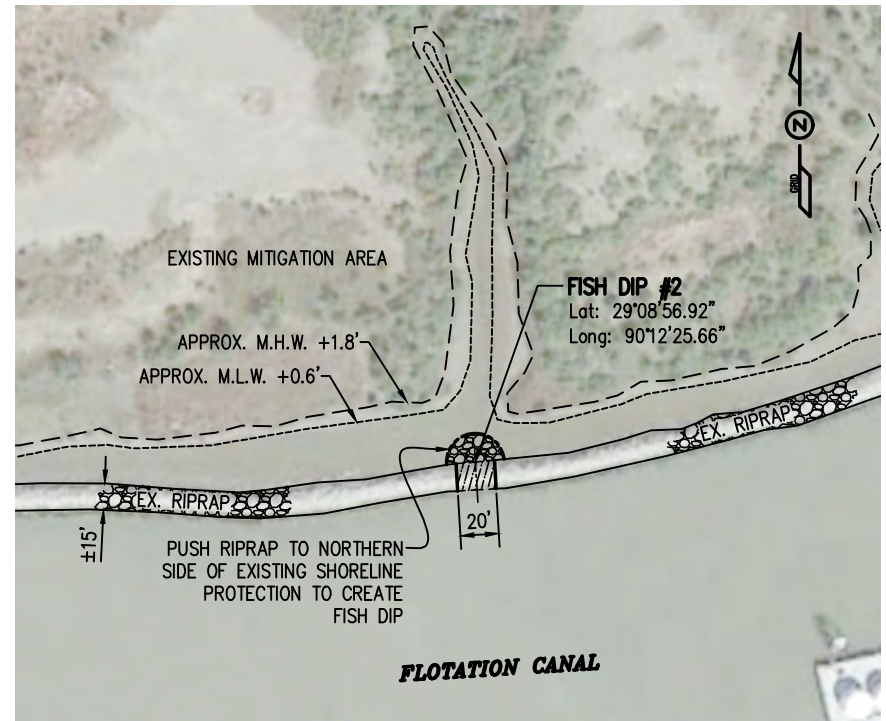 N
GRID
EXISTING MITIGATION AREA
FISH DIP #2
Lat: 29°08'56.92"
Long: 90°12'25.66"
APPROX. M.H.W. +1.8'
APPROX. M.L.W. +0.6'
EX. RIPRAP
EX. RIPRAP
±15'
20'
PUSH RIPRAP TO NORTHERN
SIDE OF EXISTING SHORELINE
PROTECTION TO CREATE
FISH DIP
FLOTATION CANAL